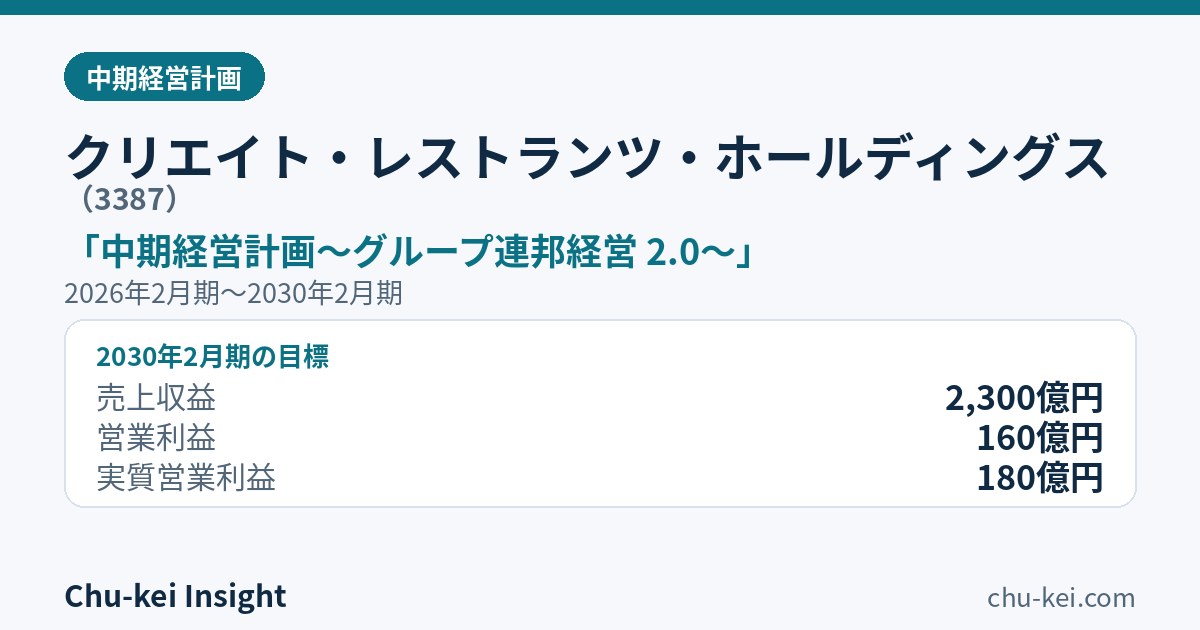 中期経営計画
クリエイト・レストランツ・ホールディングス
（3387）
「中期経営計画～グループ連邦経営 2.0～」
2026年2月期～2030年2月期
2030年2月期の目標
売上収益 2,300億円
営業利益 160億円
実質営業利益 180億円
Chu-kei Insight chu-kei.com